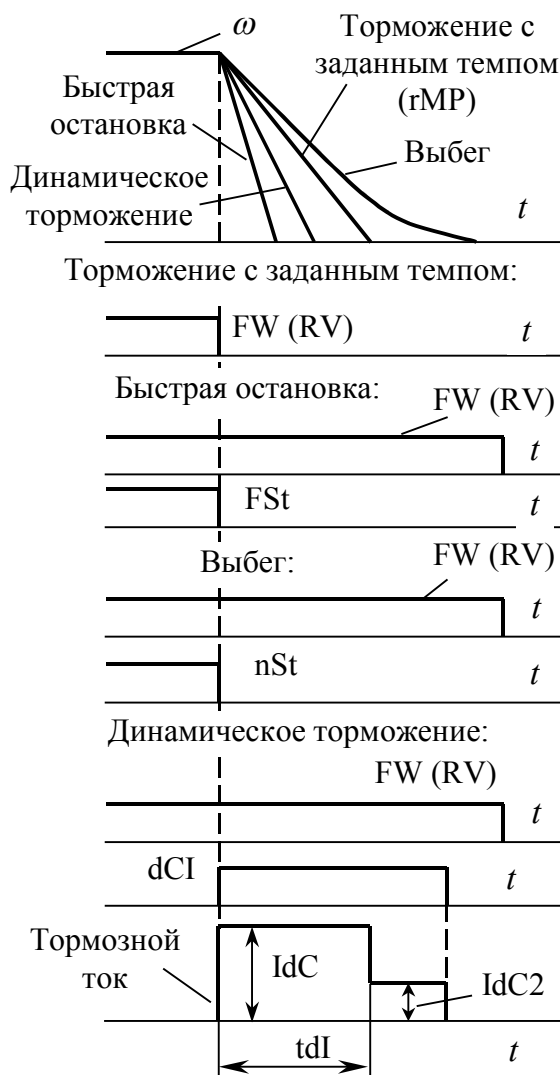 ω
Торможение с
заданным темпом
(rMP)
Быстрая
остановка
Выбег
Динамическое
торможение
t
Торможение с заданным темпом:
FW (RV)
t
Быстрая остановка:
FW (RV)
t
FSt
t
Выбег:
FW (RV)
t
nSt
t
Динамическое торможение:
FW (RV)
t
dCI
t
Тормозной
ток
IdC
IdC2
tdI
t